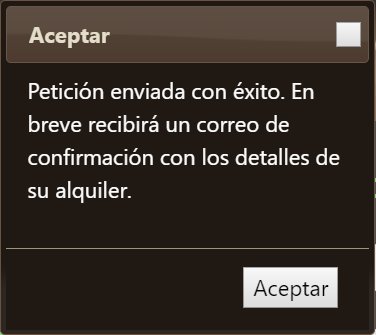 Aceptar
Petición enviada con éxito. En
breve recibirá un correo de
confirmación con los detalles de
su alquiler.
Aceptar